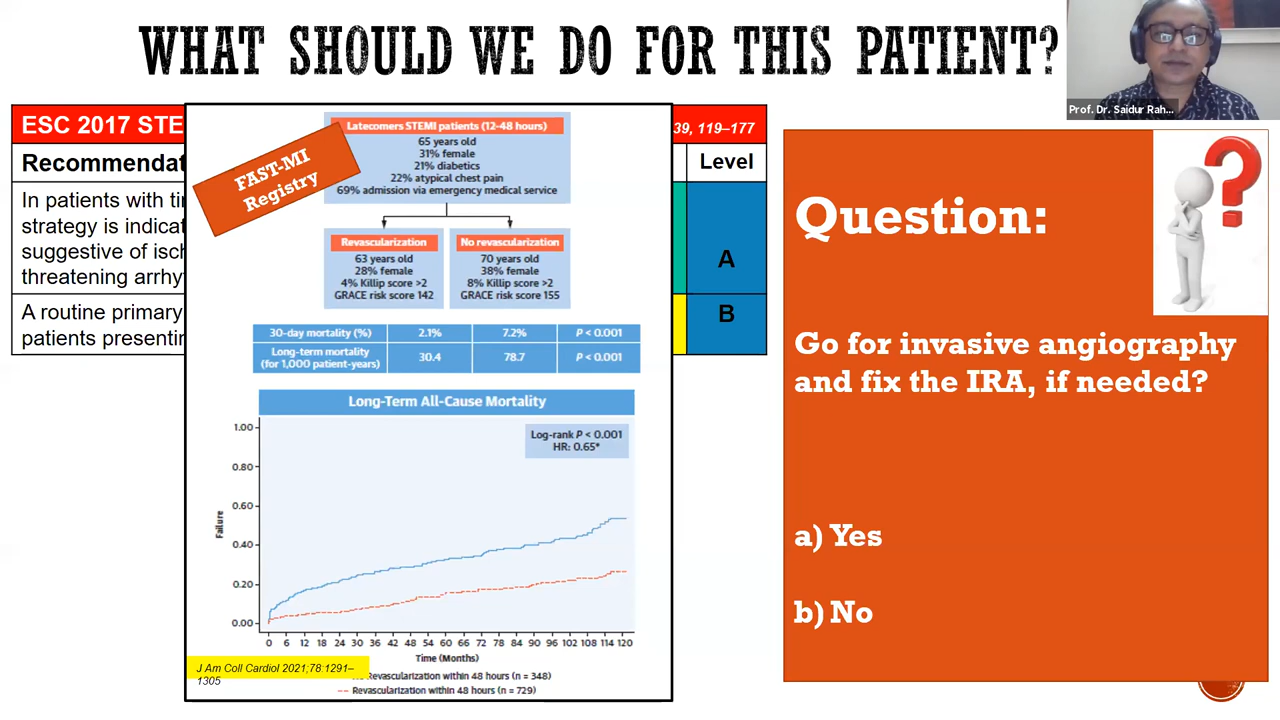 WHAT SHOULD WE DO FOR THIS PATIENT?
Prof. Dr. Saidur Rah...
ESC 2017 STE
39, 119–177
Recommendat
Level
In patients with tir
strategy is indicat
suggestive of isch
threatening arrhy
A
A routine primary
patients presentin
B
FAST-MI
Registry
Latecomers STEMI patients (12-48 hours)
65 years old
31% female
21% diabetics
22% atypical chest pain
69% admission via emergency medical service
Revascularization
63 years old
28% female
4% Killip score >2
GRACE risk score 142
No revascularization
70 years old
38% female
8% Killip score >2
GRACE risk score 155
30-day mortality (%) 2.1% 7.2% P < 0.001
Long-term mortality
(for 1,000 patient-years) 30.4 78.7 P < 0.001
Long-Term All-Cause Mortality
Log-rank P < 0.001
HR: 0.65*
Failure
1.00
0.80
0.60
0.40
0.20
0.00
0 6 12 18 24 30 36 42 48 54 60 66 72 78 84 90 96 102 108 114 120
Time (Months)
Revascularization within 48 hours (n = 348)
Revascularization within 48 hours (n = 729)
J Am Coll Cardiol 2021;78:1291–
1305
Question:
Go for invasive angiography
and fix the IRA, if needed?
a) Yes
b) No